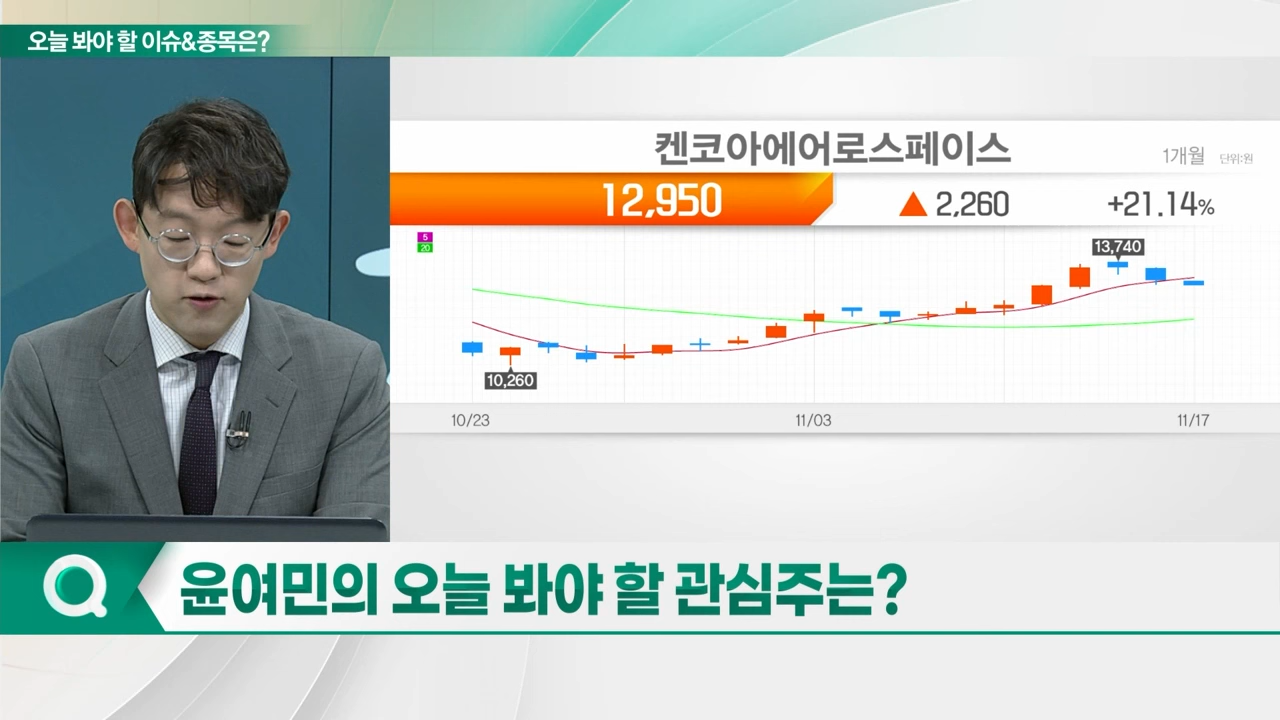 오늘 봐야 할 이슈&종목은?
켄코아에어로스페이스
1개월 단위:원
12,950 ▲ 2,260 +21.14%
5
20
13,740
10,260
10/23 11/03 11/17
윤여민의 오늘 봐야 할 관심주는?